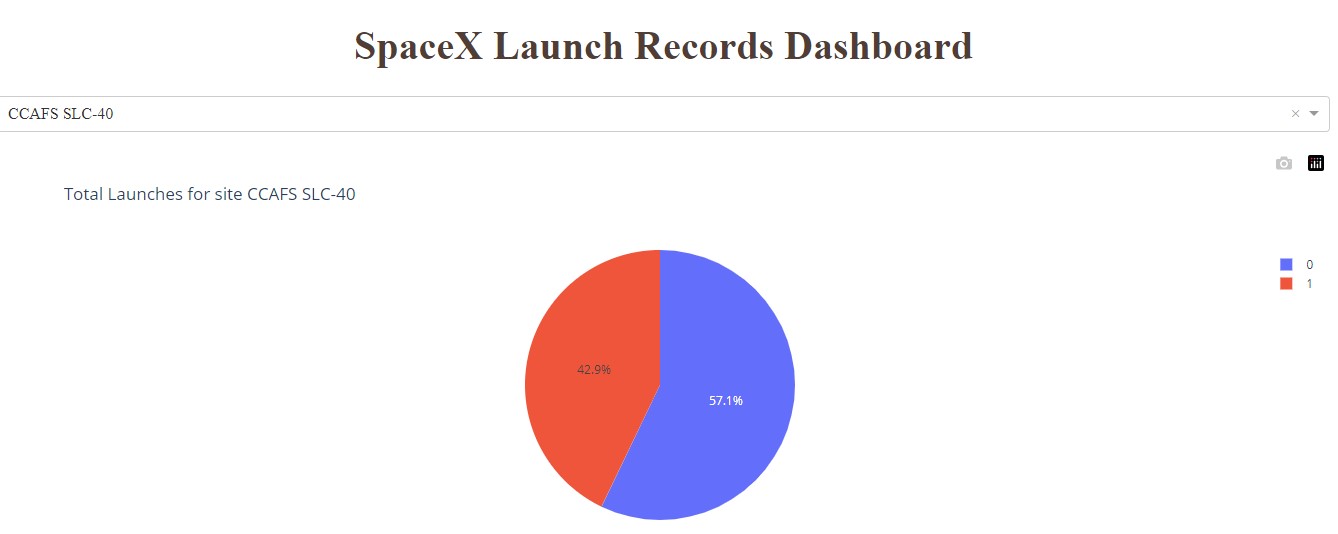 SpaceX Launch Records Dashboard
CCAFS SLC-40
×
Total Launches for site CCAFS SLC-40
0
1
42.9%
57.1%